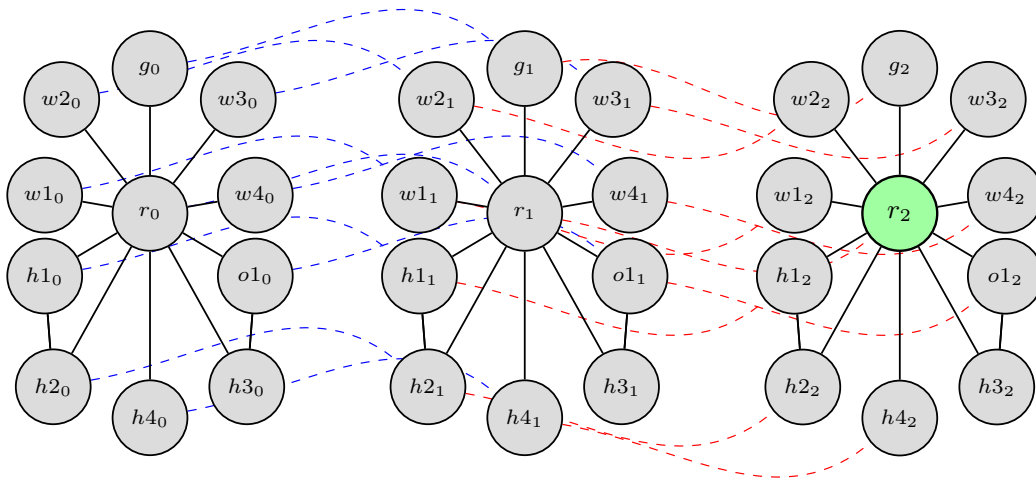 g₀ g₁ g₂
w2₀ w3₀ w2₁ w3₁ w2₂ w3₂
w1₀ r₀ w4₀ w1₁ r₁ w4₁ w1₂ r₂ w4₂
h1₀ o1₀ h1₁ o1₁ h1₂ o1₂
h2₀ h3₀ h2₁ h3₁ h2₂ h3₂
h4₀ h4₁ h4₂